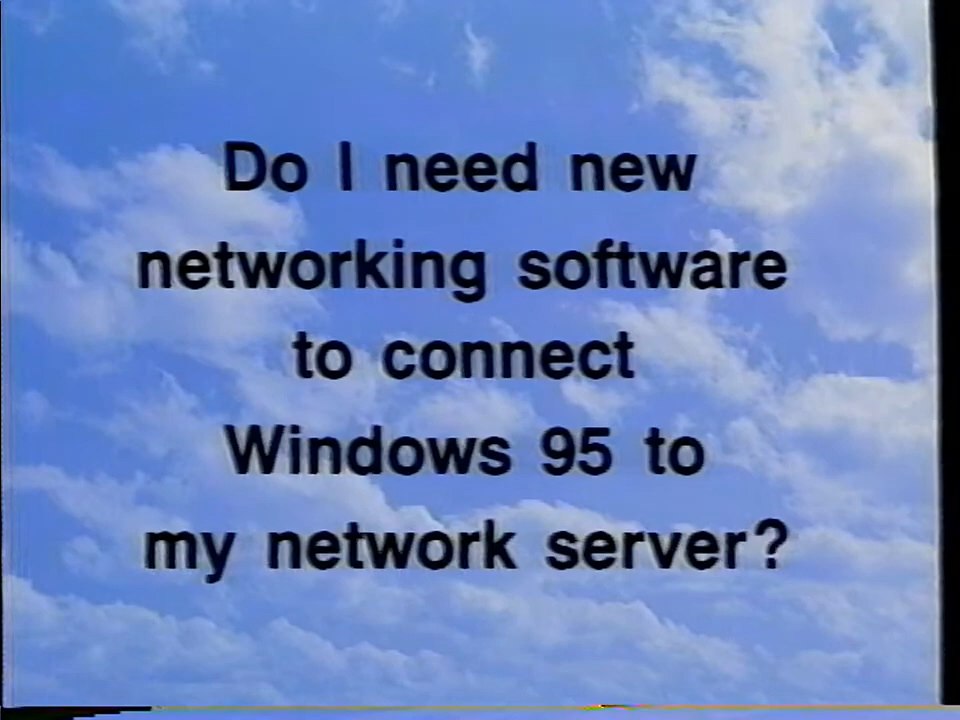 Do I need new
networking software
to connect
Windows 95 to
my network server?